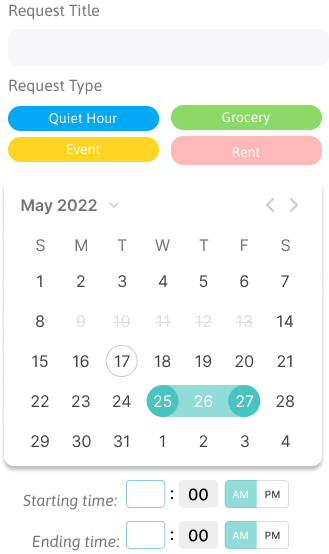 Request Title
Request Type
Quiet Hour Grocery
Event Rent
May 2022
S M T W T F S
1 2 3 4 5 6 7
8 9 10 11 12 13 14
15 16 17 18 19 20 21
22 23 24 25 26 27 28
29 30 31 1 2 3 4
Starting time: : 00 AM PM
Ending time: : 00 AM PM